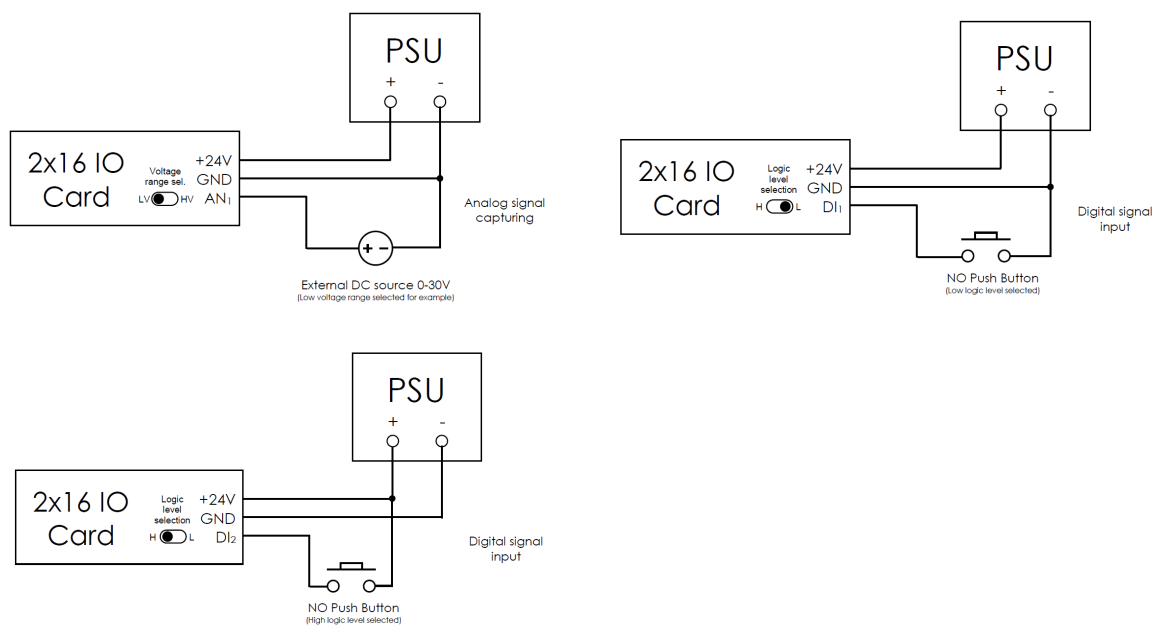 PSU
+ -
2x16 IO
Card
Voltage
range sel.
LV HV
+24V
GND
AN₁
+ -
Analog signal
capturing
External DC source 0-30V
(Low voltage range selected for example)
PSU
+ -
2x16 IO
Card
Logic
level
selection
H L
+24V
GND
DI₁
Digital signal
input
NO Push Button
(Low logic level selected)
PSU
+ -
2x16 IO
Card
Logic
level
selection
H L
+24V
GND
DI₂
Digital signal
input
NO Push Button
(High logic level selected)